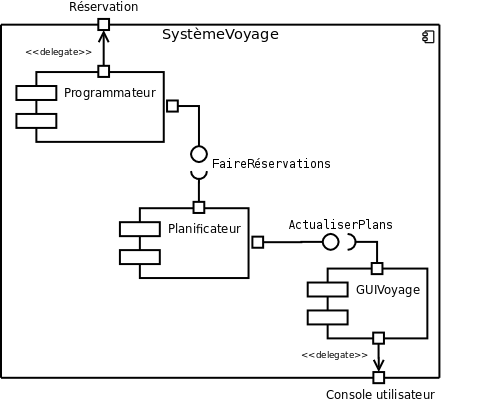 Réservation
SystèmeVoyage
<<delegate>>
Programmateur
FaireRéservations
ActualiserPlans
Planificateur
GUIVoyage
<<delegate>>
Console utilisateur